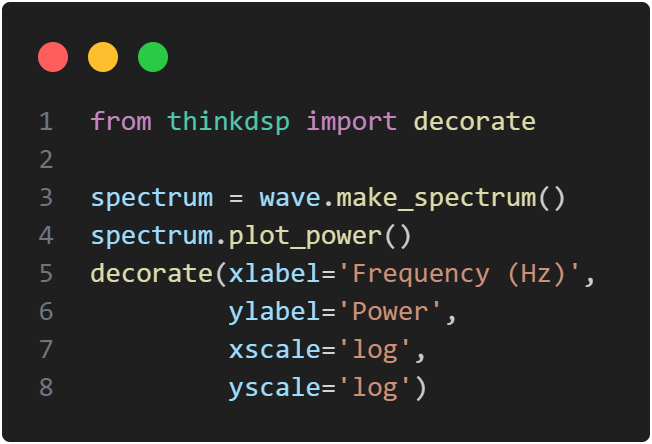 1 from thinkdsp import decorate
2
3 spectrum = wave.make_spectrum()
4 spectrum.plot_power()
5 decorate(xlabel='Frequency (Hz)',
6          ylabel='Power',
7          xscale='log',
8          yscale='log')